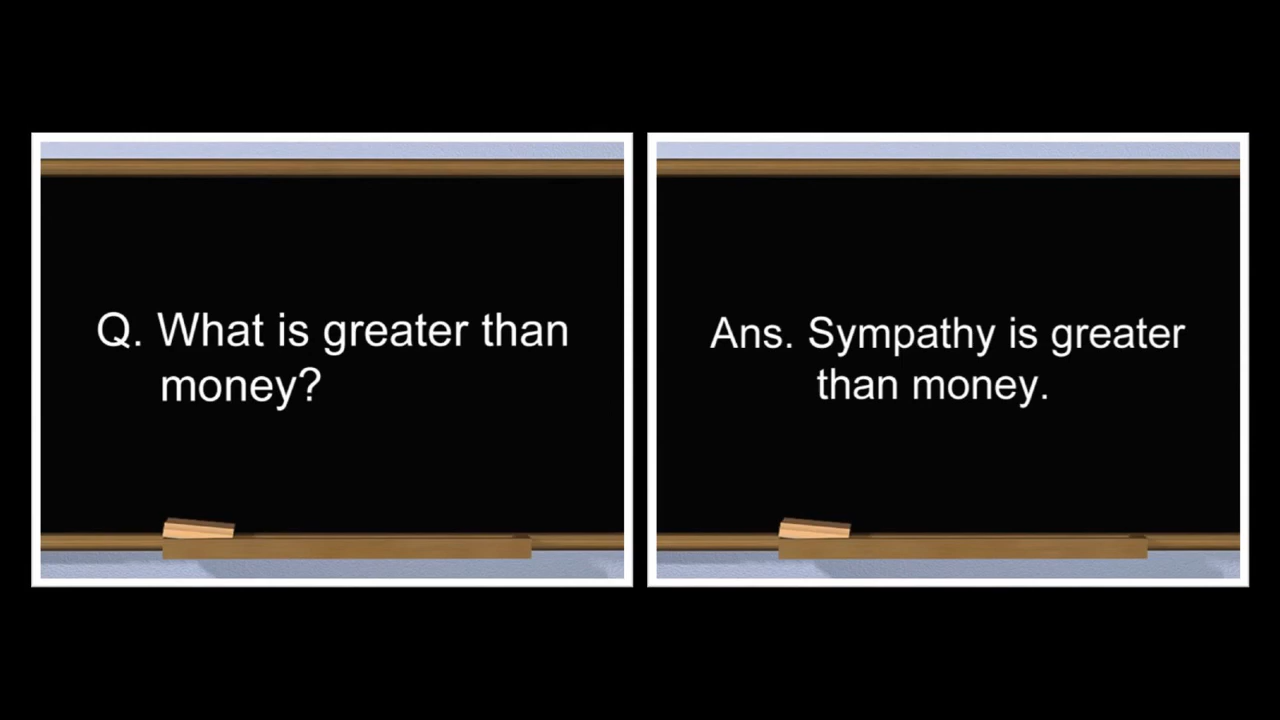 Q. What is greater than
money?
Ans. Sympathy is greater
than money.